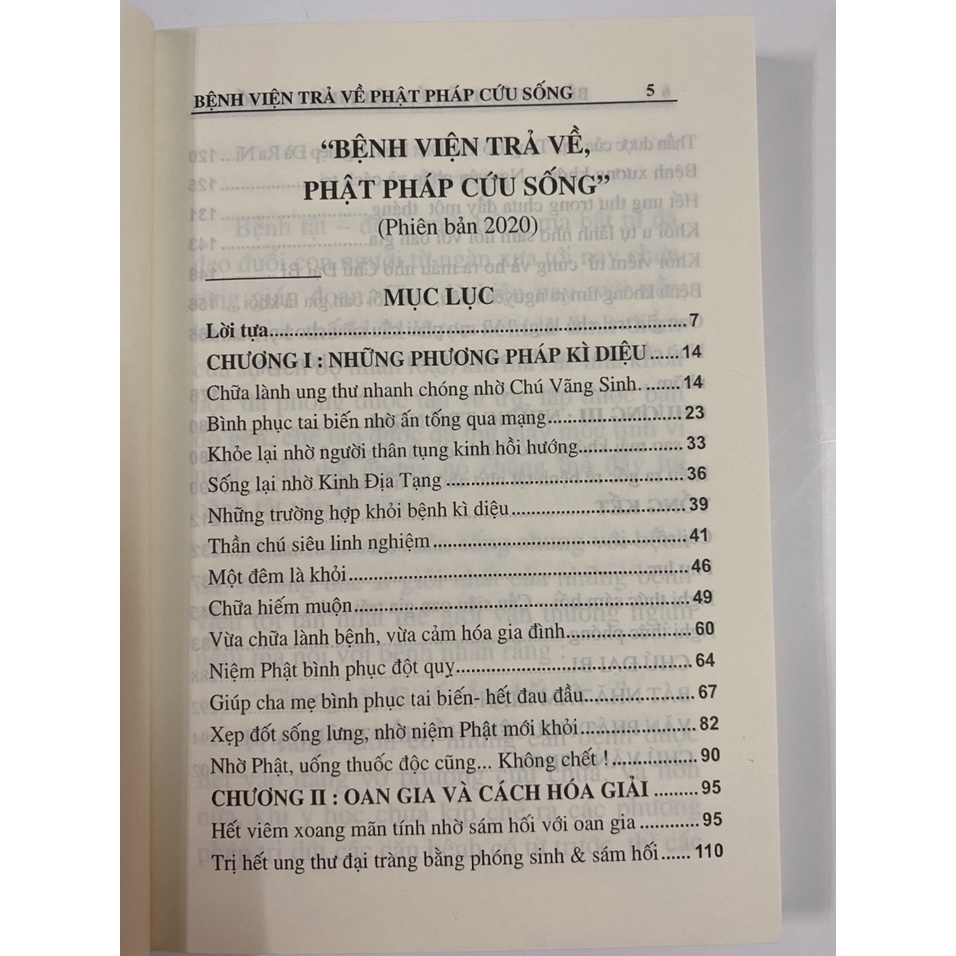 BỆNH VIỆN TRẢ VỀ PHẬT PHÁP CỨU SỐNG 5
“BỆNH VIỆN TRẢ VỀ,
PHẬT PHÁP CỨU SỐNG”
(Phiên bản 2020)
MỤC LỤC
Lời tựa....................................................................7
CHƯƠNG I : NHỮNG PHƯƠNG PHÁP KÌ DIỆU ......14
Chữa lành ung thư nhanh chóng nhờ Chú Vãng Sinh. .......14
Bình phục tai biến nhờ ấn tống qua mạng......................23
Khỏe lại nhờ người thân tụng kinh hồi hướng.................33
Sống lại nhờ Kinh Địa Tạng .......................................36
Những trường hợp khỏi bệnh kì diệu............................39
Thần chú siêu linh nghiệm..........................................41
Một đêm là khỏi.......................................................46
Chữa hiếm muộn......................................................49
Vừa chữa lành bệnh, vừa cảm hóa gia đình....................60
Niệm Phật bình phục đột quỵ......................................64
Giúp cha mẹ bình phục tai biến- hết đau đầu..................67
Xẹp đốt sống lưng, nhờ niệm Phật mới khỏi ..................82
Nhờ Phật, uống thuốc độc cũng... Không chết ! ..............90
CHƯƠNG II : OAN GIA VÀ CÁCH HÓA GIẢI ........95
Hết viêm xoang mãn tính nhờ sám hối với oan gia ..........95
Trị hết ung thư đại tràng bằng phóng sinh & sám hối...... 110